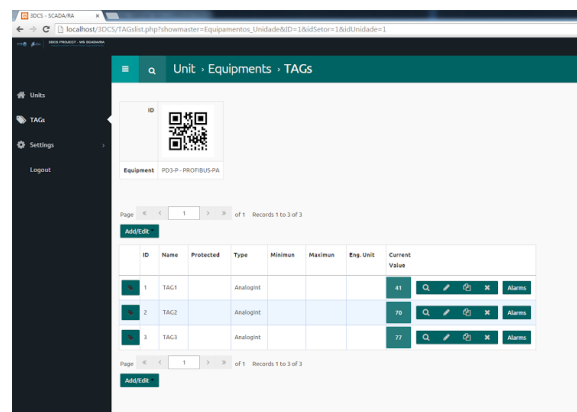 3DCS - SCADA/RA
localhost/3DCS/TAGslist.php?showmaster=Equipamentos_Unidade&ID=1&idSetor=1&idUnidade=1
Unit › Equipments › TAGs
Units
TAGs
Settings
Logout
ID
Equipment PD3-P - PROFIBUS-PA
Page 1 of 1 Records 1 to 3 of 3
Add/Edit
ID Name Protected Type Minimun Maximun Eng. Unit Current Value
1 TAG1 Analogint 41 Alarms
2 TAG2 Analogint 70 Alarms
3 TAG3 Analogint 77 Alarms
Page 1 of 1 Records 1 to 3 of 3
Add/Edit